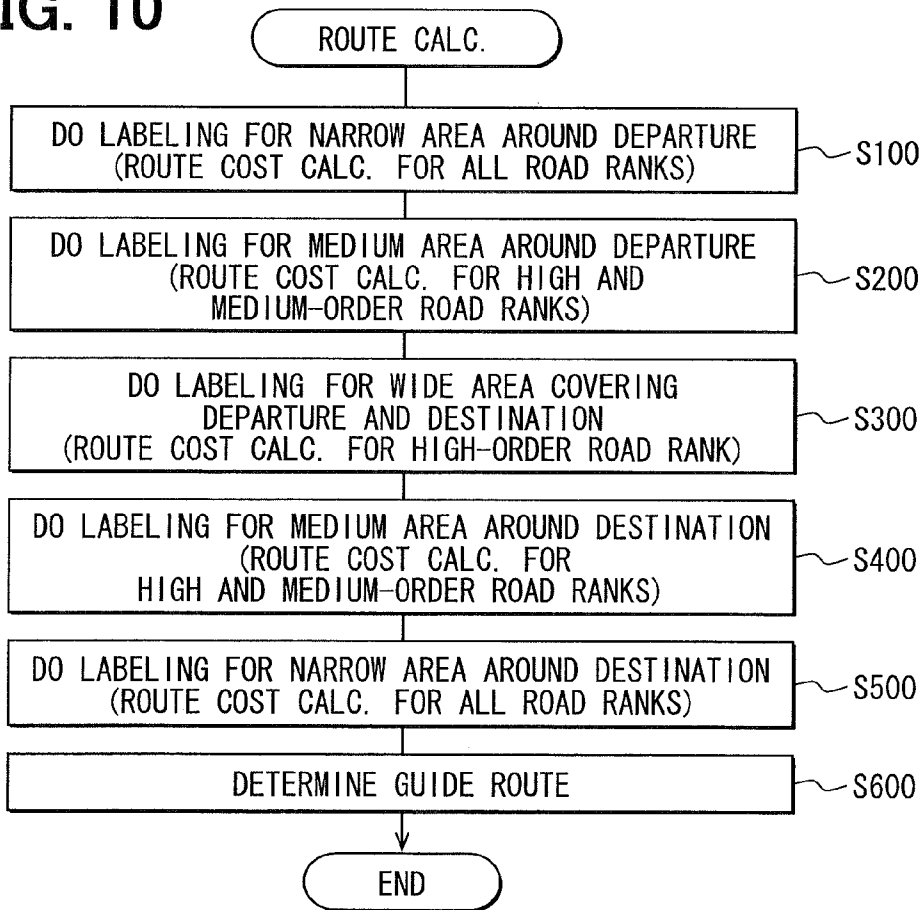 FIG. 10
ROUTE CALC.
DO LABELING FOR NARROW AREA AROUND DEPARTURE
(ROUTE COST CALC. FOR ALL ROAD RANKS)
S100
DO LABELING FOR MEDIUM AREA AROUND DEPARTURE
(ROUTE COST CALC. FOR HIGH AND
MEDIUM-ORDER ROAD RANKS)
S200
DO LABELING FOR WIDE AREA COVERING
DEPARTURE AND DESTINATION
(ROUTE COST CALC. FOR HIGH-ORDER ROAD RANK)
S300
DO LABELING FOR MEDIUM AREA AROUND DESTINATION
(ROUTE COST CALC. FOR
HIGH AND MEDIUM-ORDER ROAD RANKS)
S400
DO LABELING FOR NARROW AREA AROUND DESTINATION
(ROUTE COST CALC. FOR ALL ROAD RANKS)
S500
DETERMINE GUIDE ROUTE
S600
END